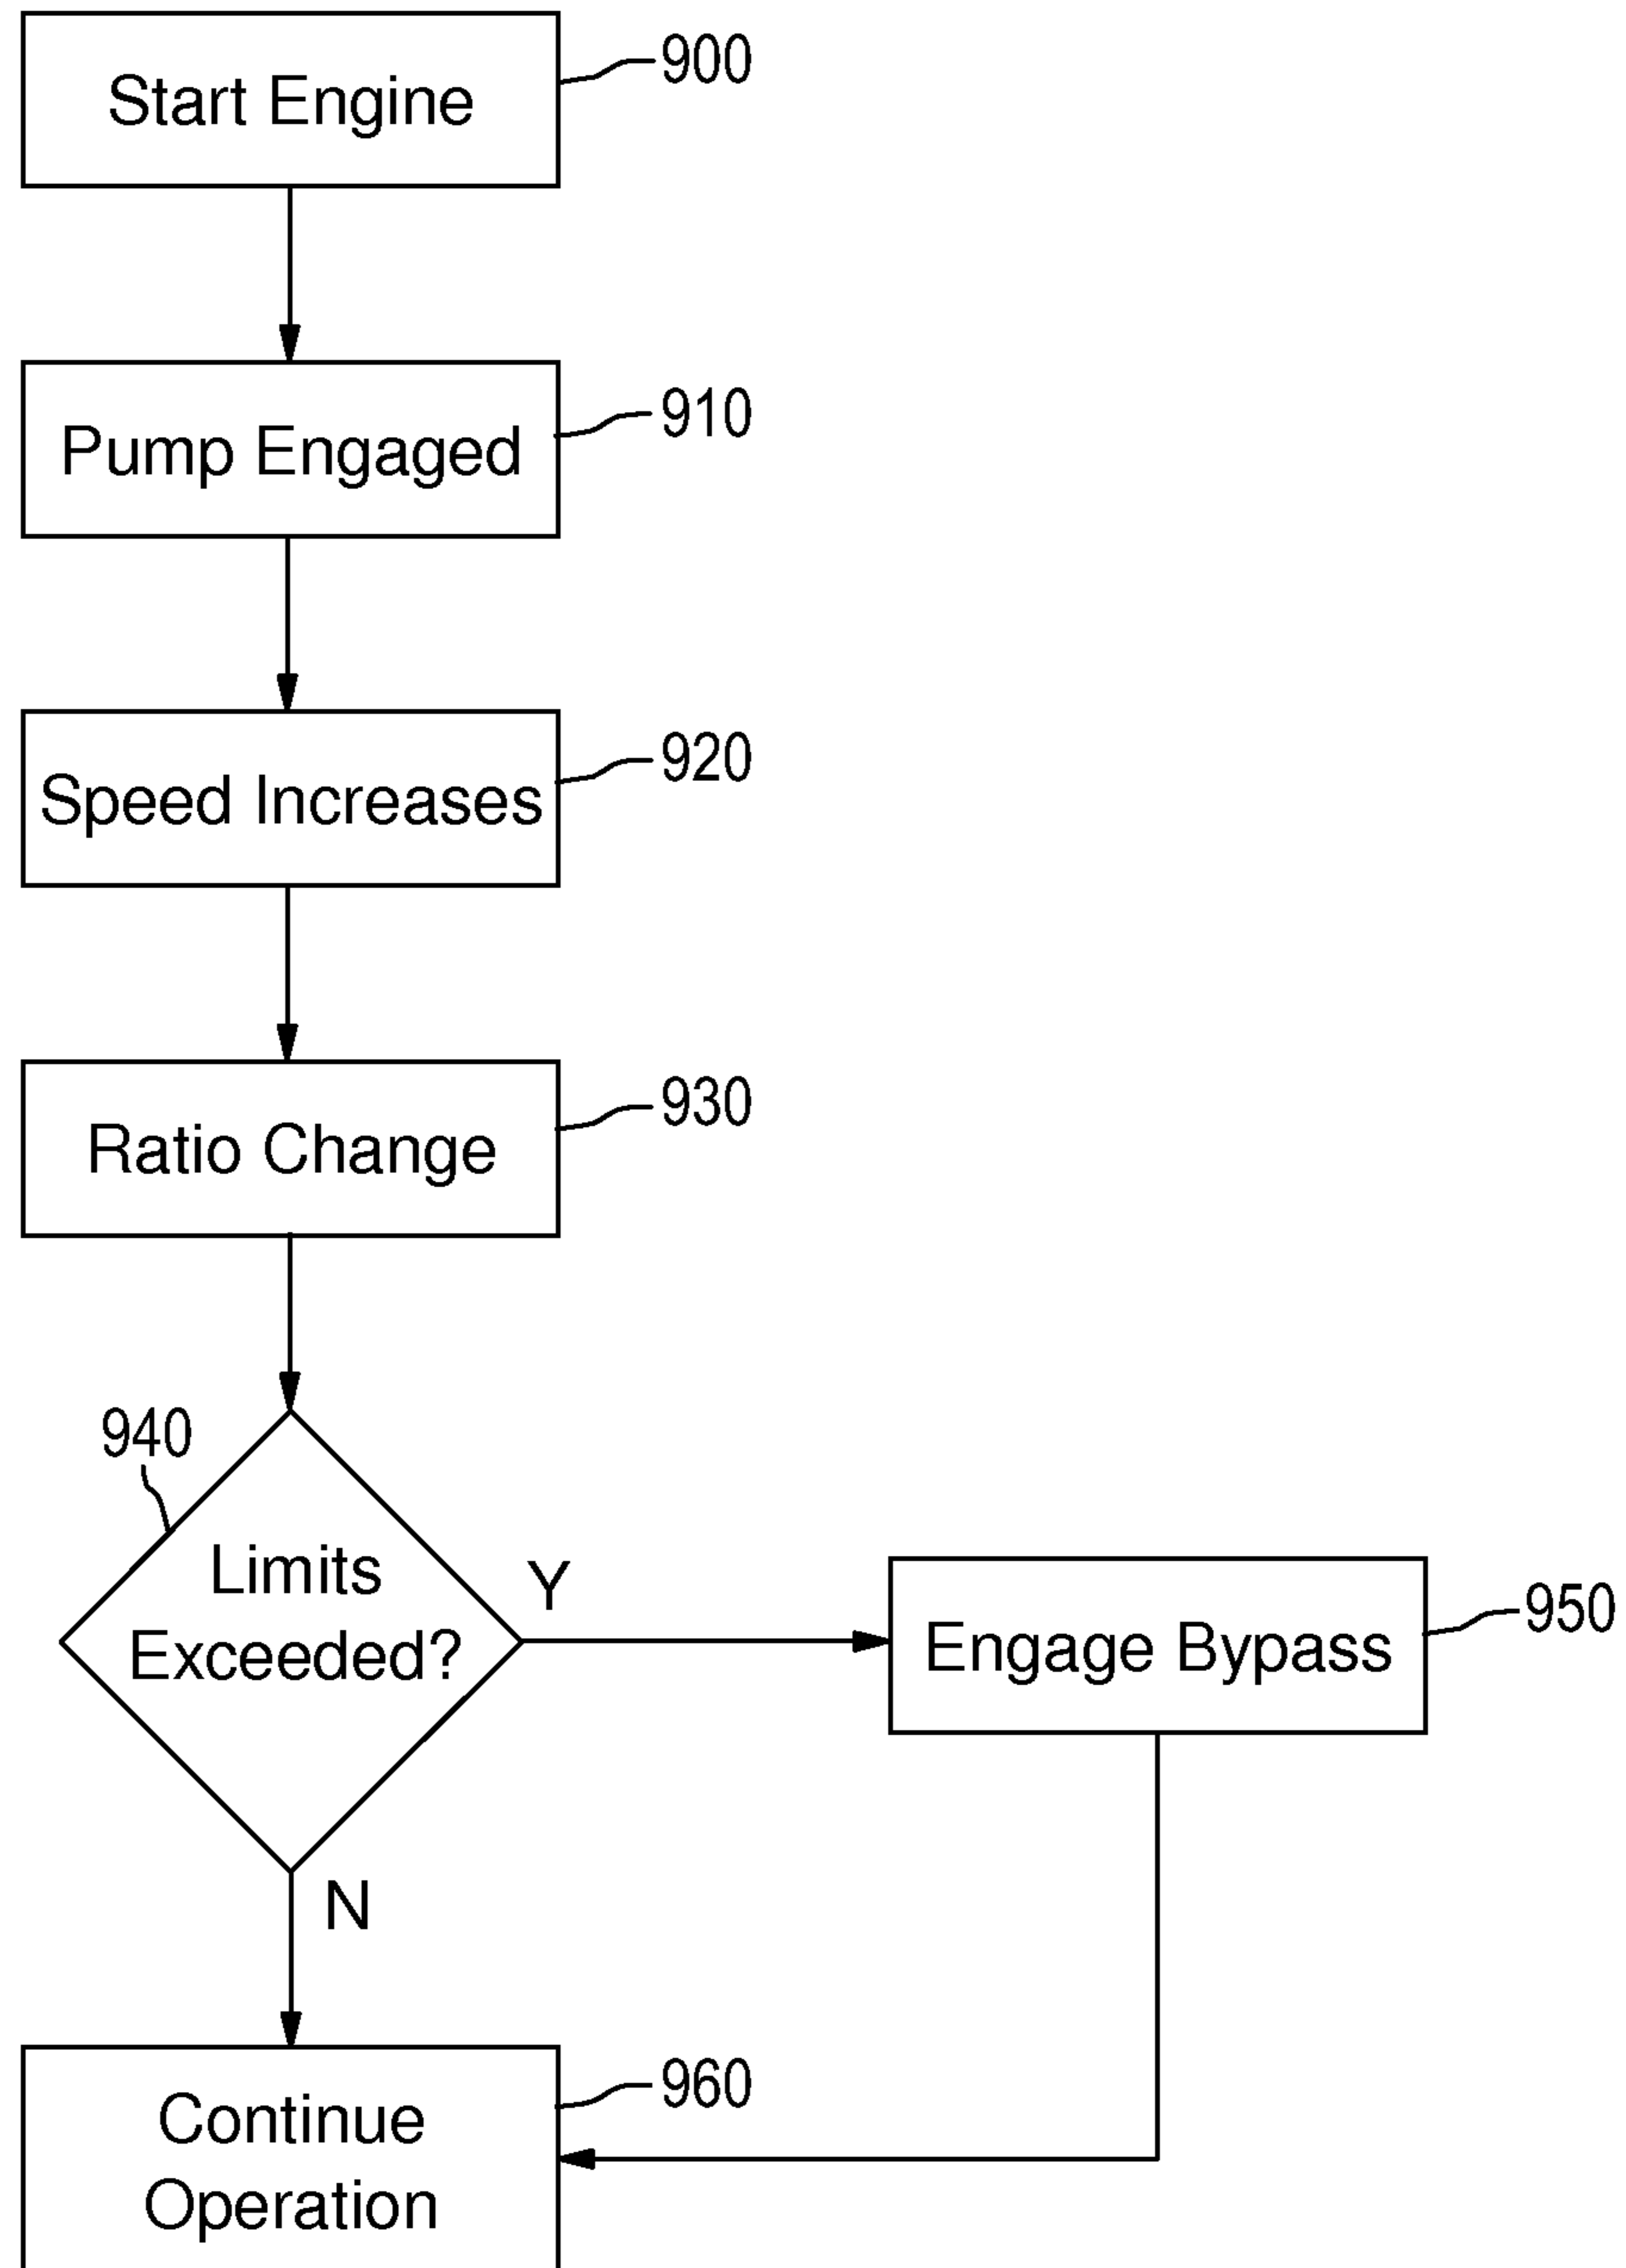 Start Engine
900
Pump Engaged
910
Speed Increases
920
Ratio Change
930
940
Limits
Exceeded?
Y
Engage Bypass
950
N
Continue
Operation
960